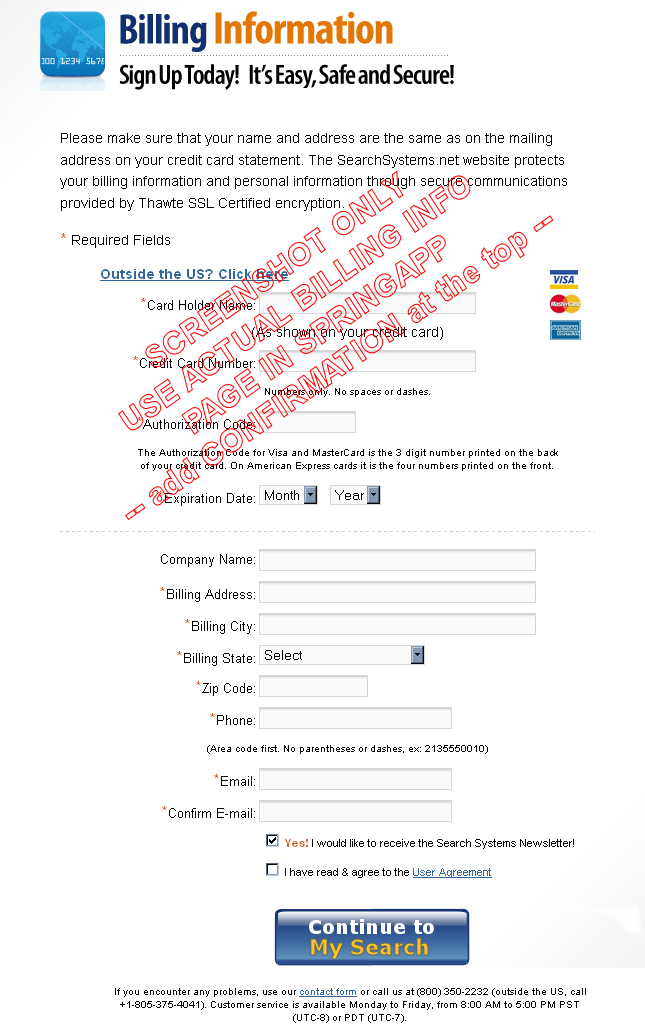 Billing Information
000 1234 5678
Sign Up Today! It's Easy, Safe and Secure!
Please make sure that your name and address are the same as on the mailing
address on your credit card statement. The SearchSystems.net website protects
your billing information and personal information through secure communications
provided by Thawte SSL Certified encryption.
* Required Fields
SCREENSHOT ONLY
USE ACTUAL BILLING INFO
PAGE IN SPRINGAPP
-- add CONFIRMATION at the top --
Outside the US? Click here
VISA
*Card Holder Name:
MasterCard
(As shown on your credit card)
AMERICAN EXPRESS
*Credit Card Number:
Numbers only. No spaces or dashes.
*Authorization Code:
The Authorization Code for Visa and MasterCard is the 3 digit number printed on the back
of your credit card. On American Express cards it is the four numbers printed on the front.
*Expiration Date: Month Year
Company Name:
*Billing Address:
*Billing City:
*Billing State: Select
*Zip Code:
*Phone:
(Area code first. No parentheses or dashes, ex: 2135550010)
*Email:
*Confirm E-mail:
Yes! I would like to receive the Search Systems Newsletter!
I have read & agree to the User Agreement
Continue to
My Search
If you encounter any problems, use our contact form or call us at (800) 350-2232 (outside the US, call
+1-805-375-4041). Customer service is available Monday to Friday, from 8:00 AM to 5:00 PM PST
(UTC-8) or PDT (UTC-7).